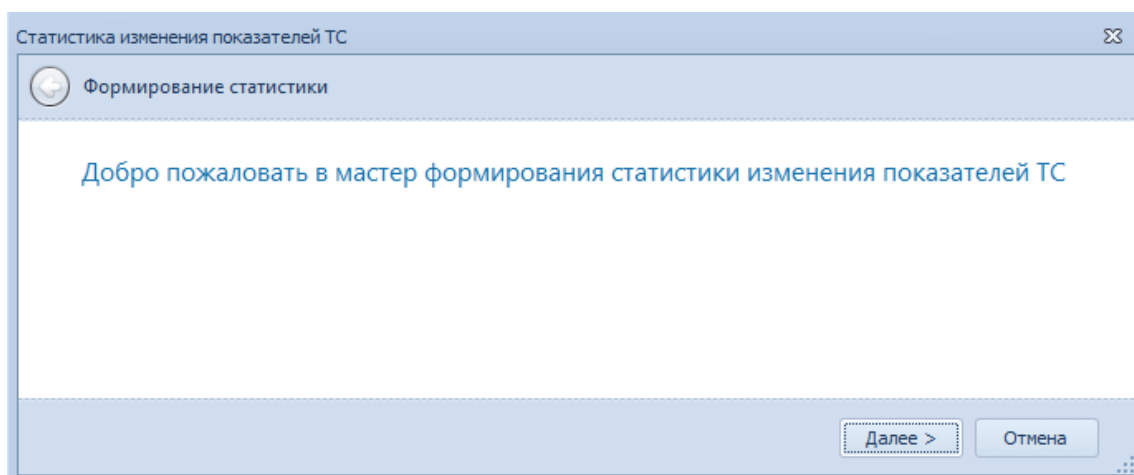 Статистика изменения показателей ТС
Формирование статистики
Добро пожаловать в мастер формирования статистики изменения показателей ТС
Далее >
Отмена